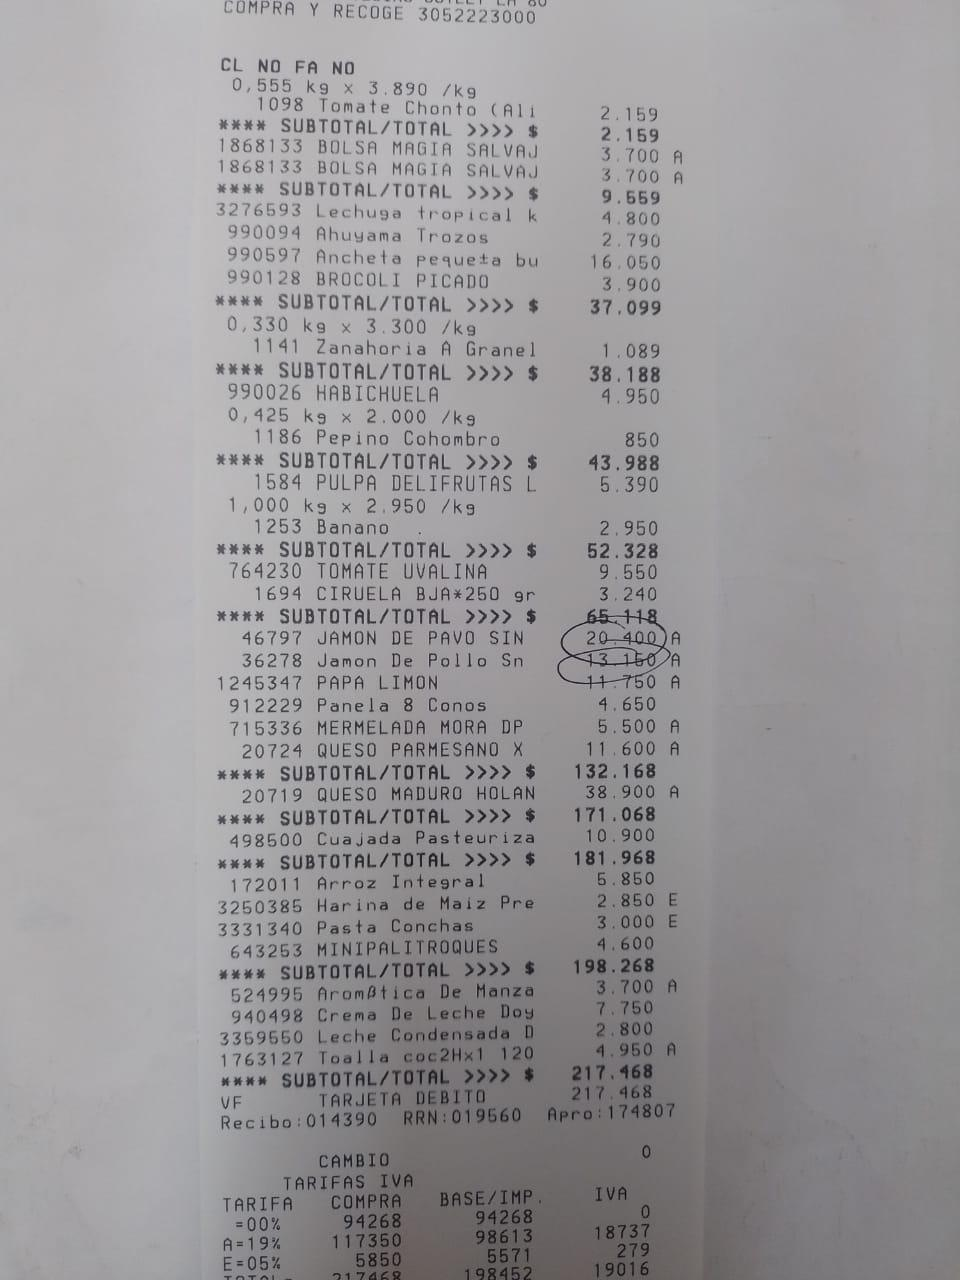 COMPRA Y RECOGE 3052223000
CL NO FA NO
0,555 kg x 3.890 /kg
1098 Tomate Chonto (Ali 2.159
**** SUBTOTAL/TOTAL >>>> $ 2.159
1868133 BOLSA MAGIA SALVAJ 3.700 A
1868133 BOLSA MAGIA SALVAJ 3.700 A
**** SUBTOTAL/TOTAL >>>> $ 9.559
3276593 Lechuga tropical k 4.800
990094 Ahuyama Trozos 2.790
990597 Ancheta peque±a bu 16.050
990128 BROCOLI PICADO 3.900
**** SUBTOTAL/TOTAL >>>> $ 37.099
0,330 kg x 3.300 /kg
1141 Zanahoria A Granel 1.089
**** SUBTOTAL/TOTAL >>>> $ 38.188
990026 HABICHUELA 4.950
0,425 kg x 2.000 /kg
1186 Pepino Cohombro 850
**** SUBTOTAL/TOTAL >>>> $ 43.988
1584 PULPA DELIFRUTAS L 5.390
1,000 kg x 2.950 /kg
1253 Banano 2.950
**** SUBTOTAL/TOTAL >>>> $ 52.328
764230 TOMATE UVALINA 9.550
1694 CIRUELA BJA*250 gr 3.240
**** SUBTOTAL/TOTAL >>>> $ 65.118
46797 JAMON DE PAVO SIN 20.400 A
36278 Jamon De Pollo Sn 13.150 A
1245347 PAPA LIMON 11.750 A
912229 Panela 8 Conos 4.650
715336 MERMELADA MORA DP 5.500 A
20724 QUESO PARMESANO X 11.600 A
**** SUBTOTAL/TOTAL >>>> $ 132.168
20719 QUESO MADURO HOLAN 38.900 A
**** SUBTOTAL/TOTAL >>>> $ 171.068
498500 Cuajada Pasteuriza 10.900
**** SUBTOTAL/TOTAL >>>> $ 181.968
172011 Arroz Integral 5.850
3250385 Harina de Maiz Pre 2.850 E
3331340 Pasta Conchas 3.000 E
643253 MINIPALITROQUES 4.600
**** SUBTOTAL/TOTAL >>>> $ 198.268
524995 Aromβtica De Manza 3.700 A
940498 Crema De Leche Doy 7.750
3359550 Leche Condensada D 2.800
1763127 Toalla coc2Hx1 120 4.950 A
**** SUBTOTAL/TOTAL >>>> $ 217.468
VF TARJETA DEBITO 217.468
Recibo:014390 RRN:019560 Apro:174807
CAMBIO 0
TARIFAS IVA
TARIFA COMPRA BASE/IMP. IVA
=00% 94268 94268 0
A=19% 117350 98613 18737
E=05% 5850 5571 279
TOTAL= 217468 198452 19016